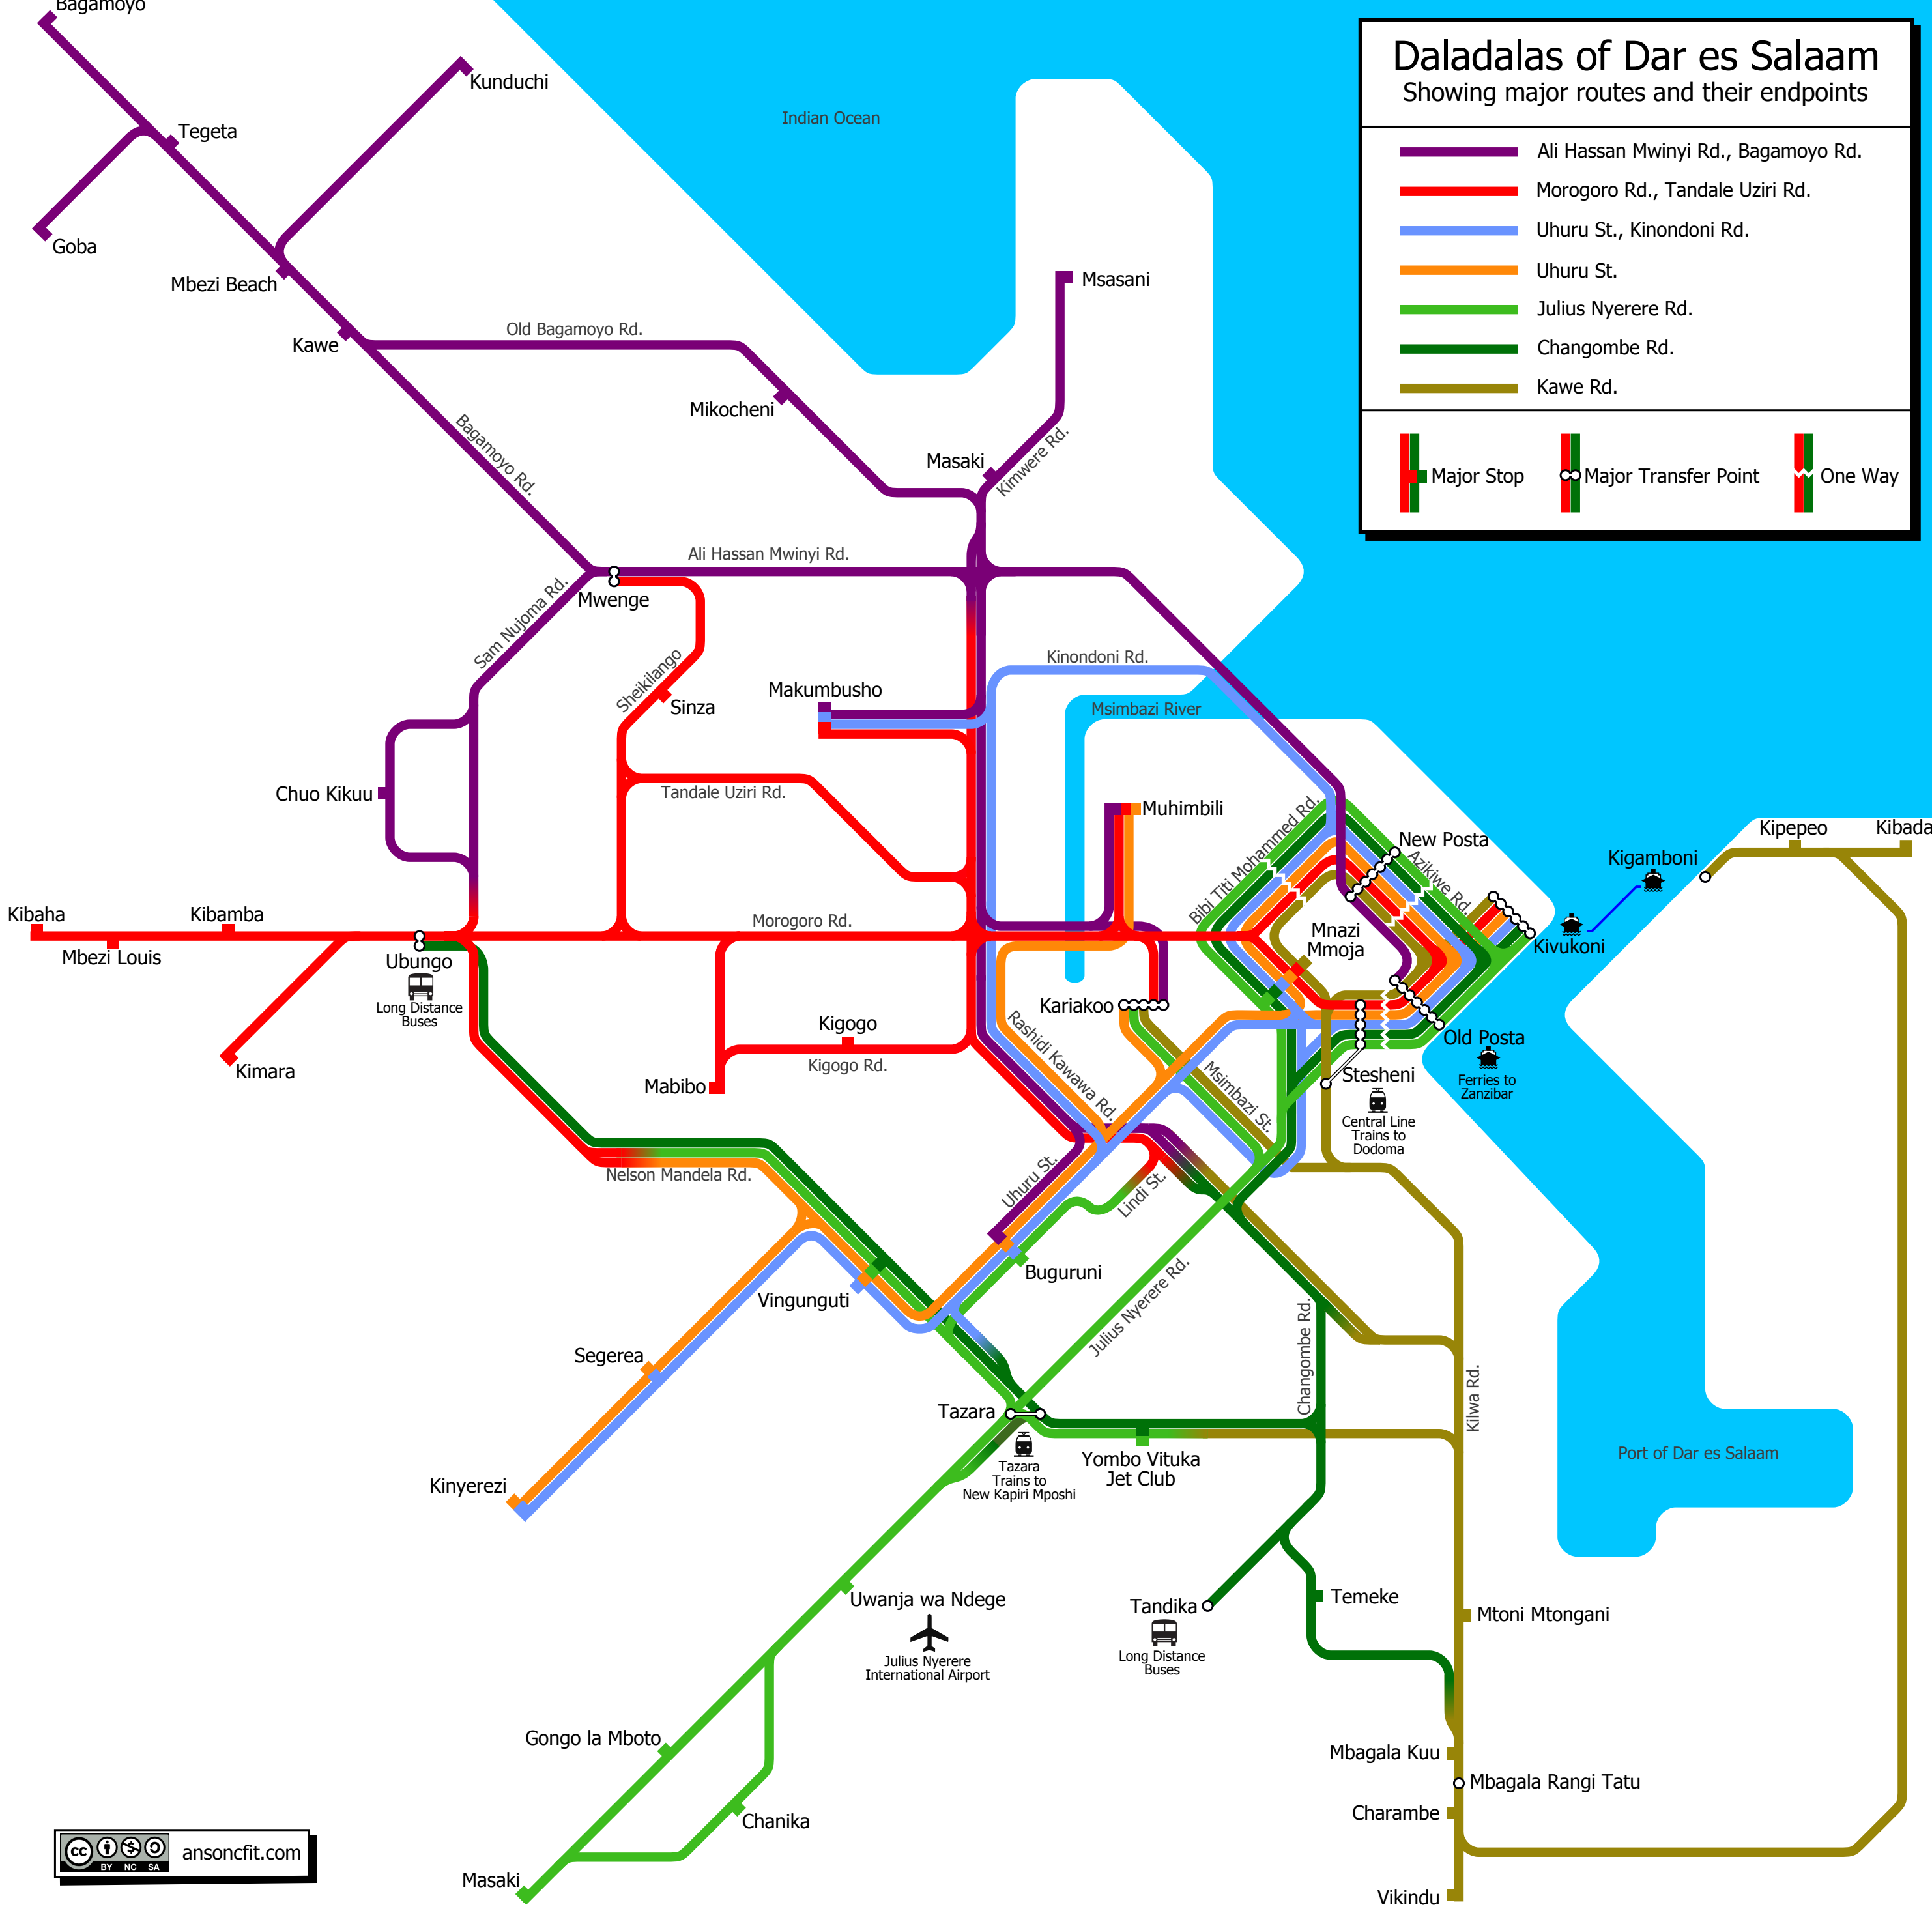 Bagamoyo
Kunduchi
Tegeta
Goba
Mbezi Beach
Kawe
Indian Ocean
Daladalas of Dar es Salaam
Showing major routes and their endpoints
Ali Hassan Mwinyi Rd., Bagamoyo Rd.
Morogoro Rd., Tandale Uziri Rd.
Uhuru St., Kinondoni Rd.
Uhuru St.
Julius Nyerere Rd.
Changombe Rd.
Kawe Rd.
Major Stop
Major Transfer Point
One Way
Msasani
Old Bagamoyo Rd.
Mikocheni
Bagamoyo Rd.
Masaki
Kimwere Rd.
Ali Hassan Mwinyi Rd.
Mwenge
Sam Nujoma Rd.
Sheikilango
Sinza
Makumbusho
Kinondoni Rd.
Msimbazi River
Chuo Kikuu
Tandale Uziri Rd.
Muhimbili
Bibi Titi Mohammed Rd.
New Posta
Azikiwe Rd.
Kipepeo
Kibada
Kigamboni
Kivukoni
Kibaha
Mbezi Louis
Kibamba
Morogoro Rd.
Mnazi
Mmoja
Ubungo
Long Distance
Buses
Kimara
Kigogo
Kigogo Rd.
Mabibo
Kariakoo
Rashidi Kawawa Rd.
Msimbazi St.
Old Posta
Ferries to
Zanzibar
Stesheni
Central Line
Trains to
Dodoma
Nelson Mandela Rd.
Uhuru St.
Lindi St.
Buguruni
Vingunguti
Julius Nyerere Rd.
Changombe Rd.
Kilwa Rd.
Segerea
Tazara
Tazara
Trains to
New Kapiri Mposhi
Yombo Vituka
Jet Club
Port of Dar es Salaam
Kinyerezi
Uwanja wa Ndege
Julius Nyerere
International Airport
Tandika
Long Distance
Buses
Temeke
Mtoni Mtongani
Gongo la Mboto
Chanika
Mbagala Kuu
Mbagala Rangi Tatu
Charambe
Masaki
Vikindu
cc
BY NC SA
ansoncfit.com